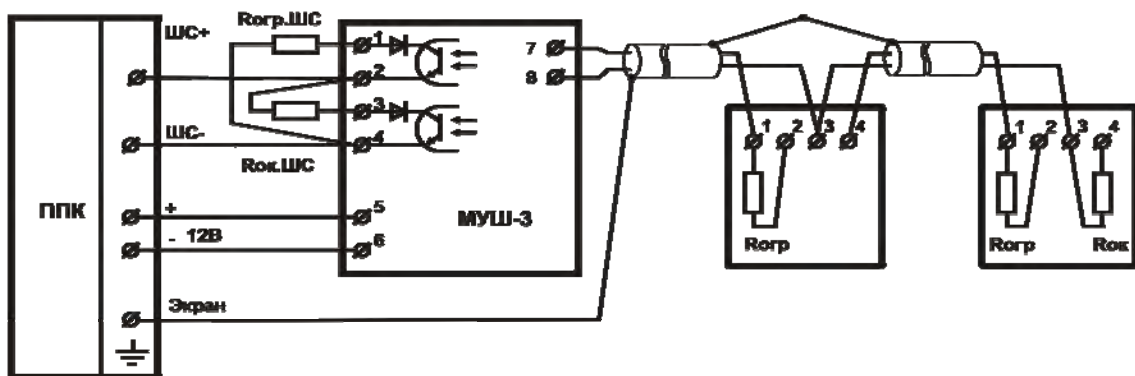 ШС+
Rогр.ШС
1
2
3
4
ШС-
Rок.ШС
7
8
ППК
МУШ-3
+
5
- 12В
6
Экран
1 2 3 4
Rогр
1 2 3 4
Rогр Rок